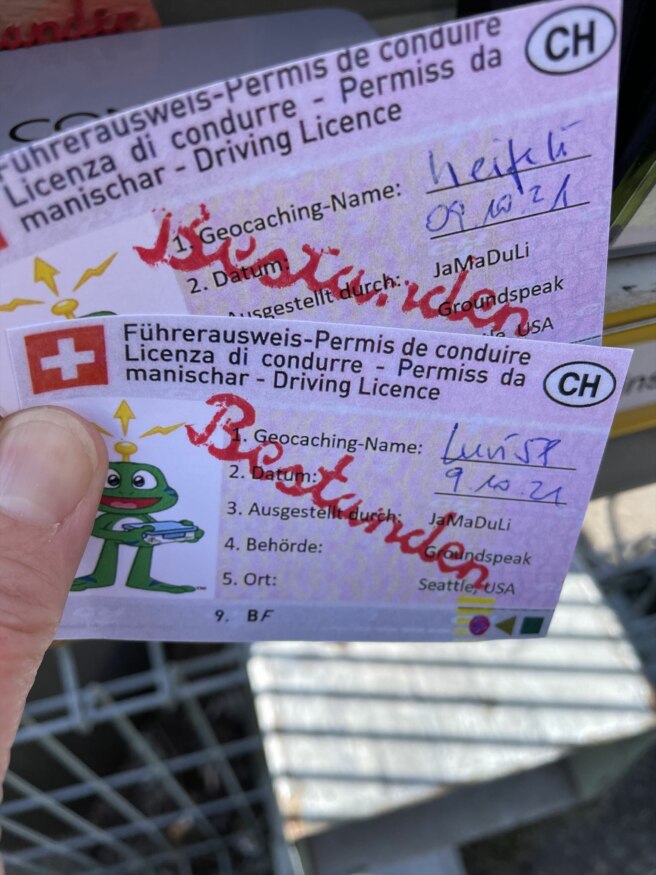 CH
Führerausweis-Permis de conduire
Licenza di condurre - Permiss da
manischar - Driving Licence
1. Geocaching-Name:
2. Datum: 09.10.21
Ausgestellt durch: JaMaDuLi
Groundspeak
USA
Bestanden
Führerausweis-Permis de conduire
Licenza di condurre - Permiss da
manischar - Driving Licence
CH
1. Geocaching-Name:
2. Datum: 9.10.21
3. Ausgestellt durch: JaMaDuLi
4. Behörde: Groundspeak
5. Ort: Seattle, USA
Bestanden
9. BF